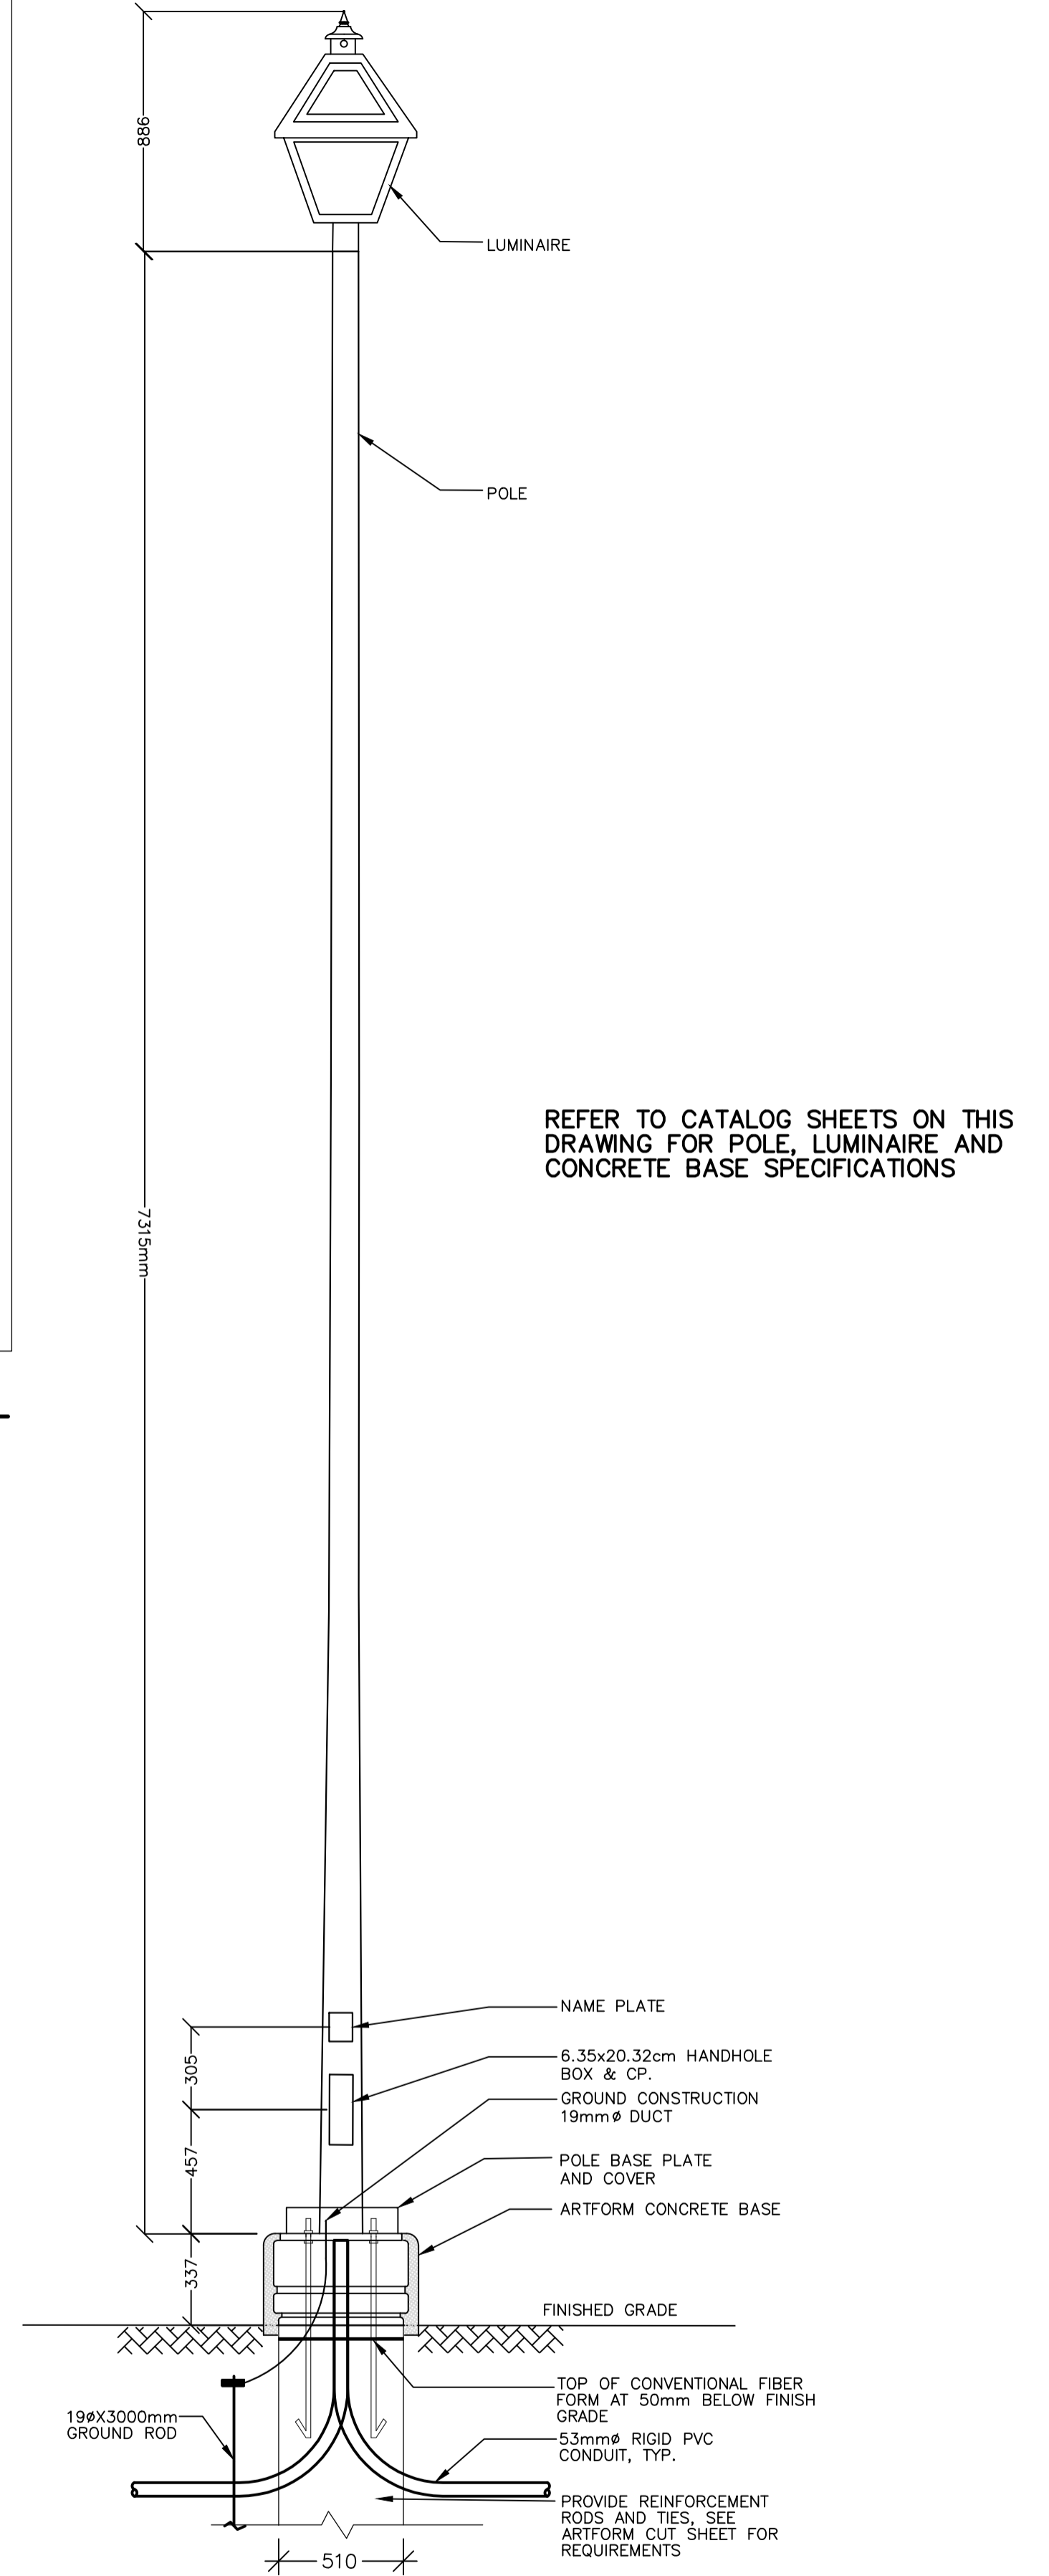 886
LUMINAIRE
POLE
REFER TO CATALOG SHEETS ON THIS
DRAWING FOR POLE, LUMINAIRE AND
CONCRETE BASE SPECIFICATIONS
7315mm
NAME PLATE
305
6.35x20.32cm HANDHOLE
BOX & CP.
GROUND CONSTRUCTION
19mmø DUCT
457
POLE BASE PLATE
AND COVER
ARTFORM CONCRETE BASE
337
FINISHED GRADE
TOP OF CONVENTIONAL FIBER
FORM AT 50mm BELOW FINISH
GRADE
19øX3000mm
GROUND ROD
53mmø RIGID PVC
CONDUIT, TYP.
PROVIDE REINFORCEMENT
RODS AND TIES, SEE
ARTFORM CUT SHEET FOR
REQUIREMENTS
510